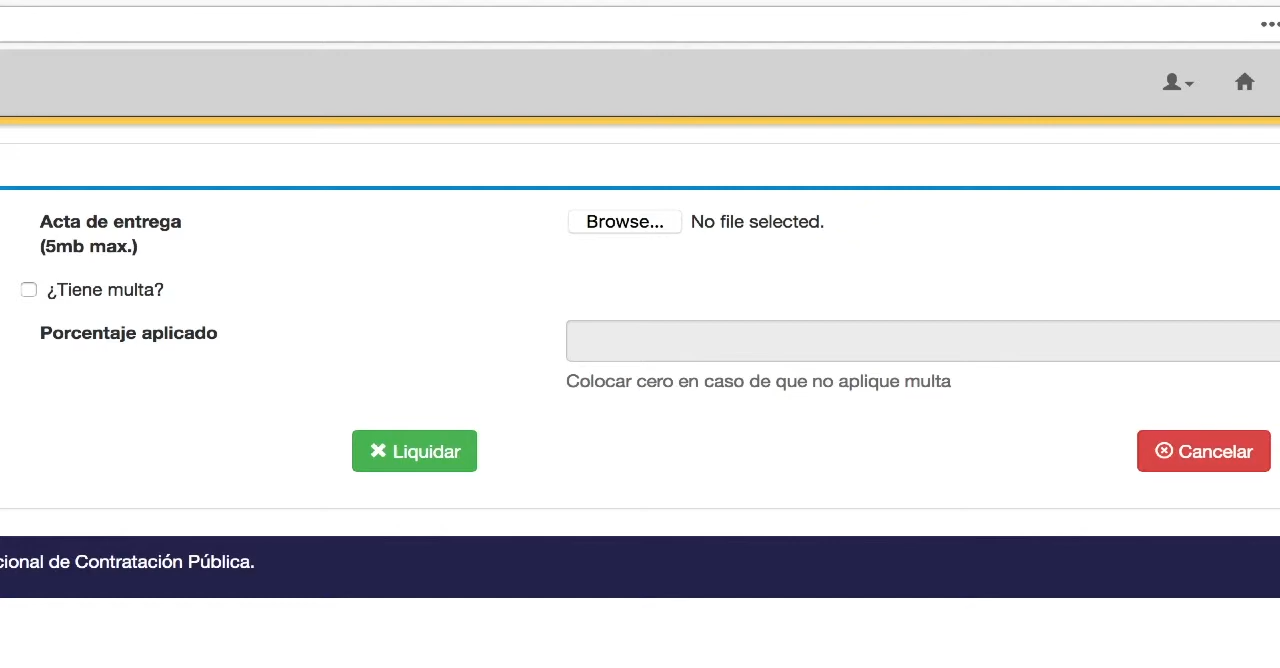 Acta de entrega
(5mb max.)
Browse... No file selected.
¿Tiene multa?
Porcentaje aplicado
Colocar cero en caso de que no aplique multa
Liquidar
Cancelar
cional de Contratación Pública.